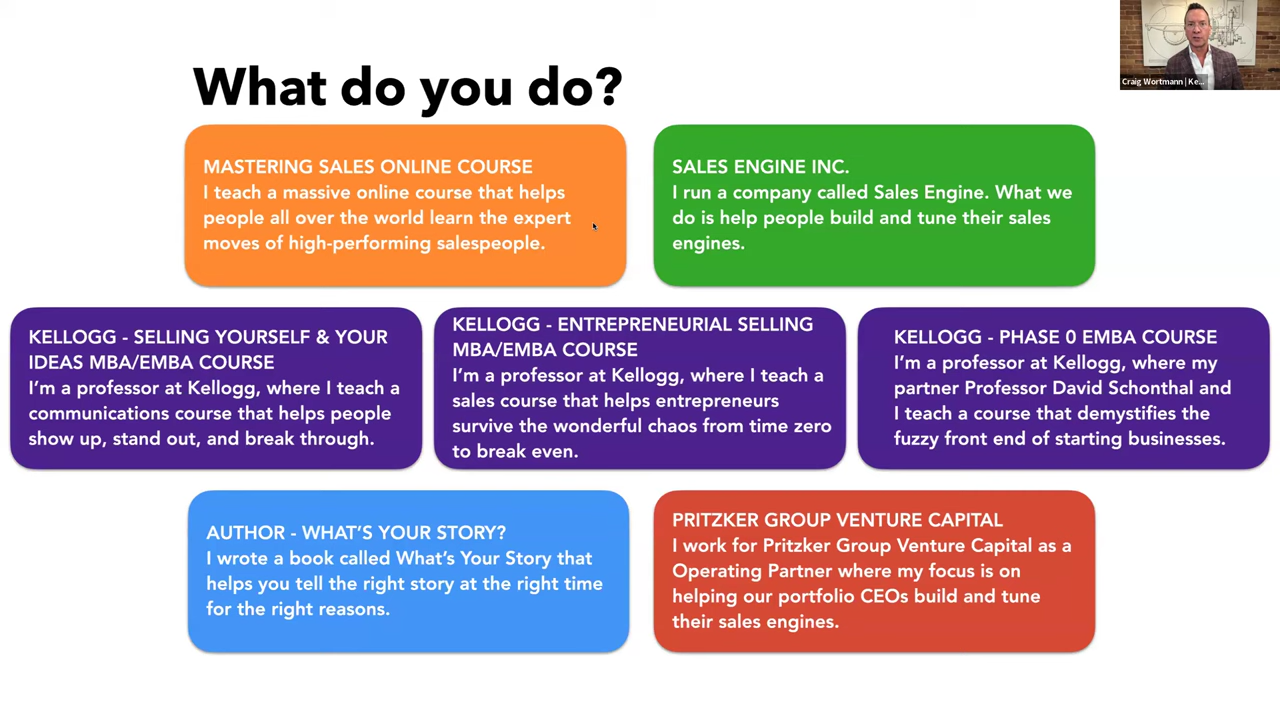 What do you do?
Craig Wortmann | Ke...
MASTERING SALES ONLINE COURSE
I teach a massive online course that helps
people all over the world learn the expert
moves of high-performing salespeople.
SALES ENGINE INC.
I run a company called Sales Engine. What we
do is help people build and tune their sales
engines.
KELLOGG - SELLING YOURSELF & YOUR
IDEAS MBA/EMBA COURSE
I’m a professor at Kellogg, where I teach a
communications course that helps people
show up, stand out, and break through.
KELLOGG - ENTREPRENEURIAL SELLING
MBA/EMBA COURSE
I’m a professor at Kellogg, where I teach a
sales course that helps entrepreneurs
survive the wonderful chaos from time zero
to break even.
KELLOGG - PHASE 0 EMBA COURSE
I’m a professor at Kellogg, where my
partner Professor David Schonthal and
I teach a course that demystifies the
fuzzy front end of starting businesses.
AUTHOR - WHAT’S YOUR STORY?
I wrote a book called What’s Your Story that
helps you tell the right story at the right time
for the right reasons.
PRITZKER GROUP VENTURE CAPITAL
I work for Pritzker Group Venture Capital as a
Operating Partner where my focus is on
helping our portfolio CEOs build and tune
their sales engines.